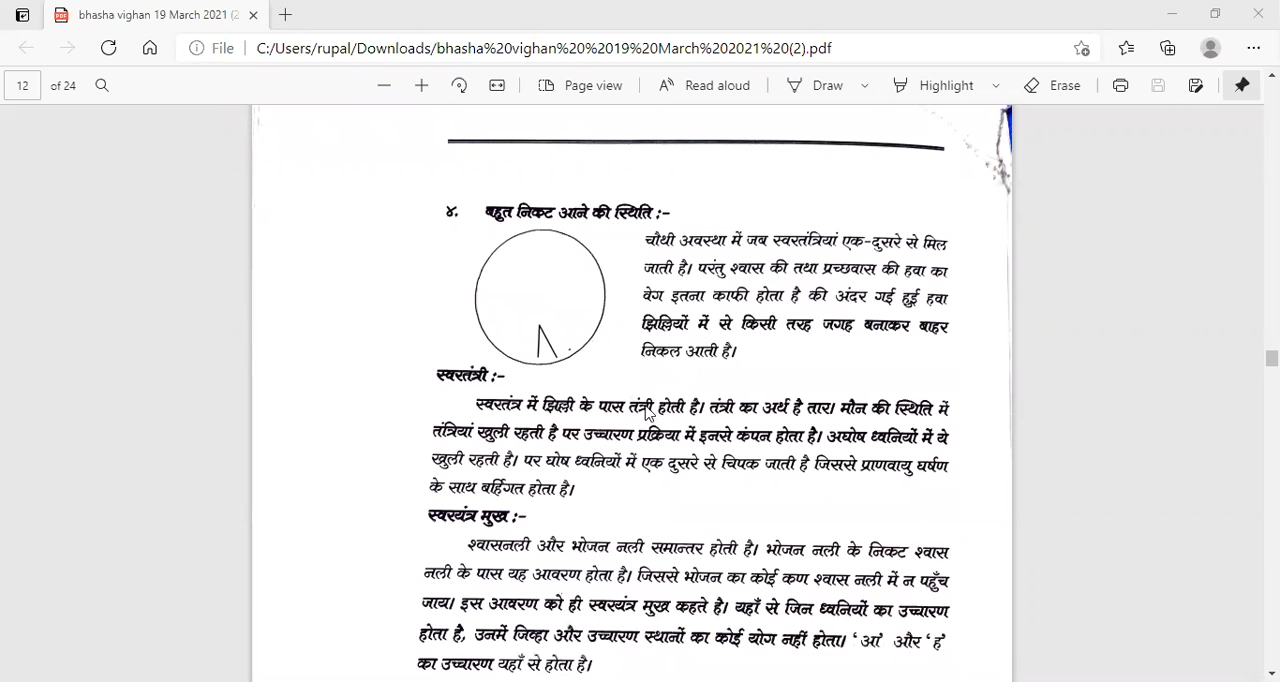 bhasha vighan 19 March 2021 (2
File C:/Users/rupal/Downloads/bhasha%20vighan%20%2019%20March%202021%20(2).pdf
12 of 24 Page view Read aloud Draw Highlight Erase
४. बहुत निकट आने की स्थिति :-
चौथी अवस्था में जब स्वरतंत्रियां एक-दुसरे से मिल
जाती है। परंतु श्वास की तथा प्रच्छवास की हवा का
वेग इतना काफी होता है की अंदर गई हुई हवा
झिल्लियों में से किसी तरह जगह बनाकर बाहर
निकल आती है।
स्वरतंत्री :-
स्वरतंत्र में झिल्ली के पास तंत्री होती है। तंत्री का अर्थ है तार। मौन की स्थिति में
तंत्रियां खुली रहती है पर उच्चारण प्रक्रिया में इनसे कंपन होता है। अघोष ध्वनियों में ये
खुली रहती है। पर घोष ध्वनियों में एक दुसरे से चिपक जाती है जिससे प्राणवायु घर्षण
के साथ बर्हिगत होता है।
स्वरयंत्र मुख :-
श्वासनली और भोजन नली समान्तर होती है। भोजन नली के निकट श्वास
नली के पास यह आवरण होता है। जिससे भोजन का कोई कण श्वास नली में न पहुँच
जाय। इस आवरण को ही स्वरयंत्र मुख कहते है। यहाँ से जिन ध्वनियों का उच्चारण
होता है, उनमें जिव्हा और उच्चारण स्थानों का कोई योग नहीं होता। ‘आ’ और ‘ह’
का उच्चारण यहाँ से होता है।